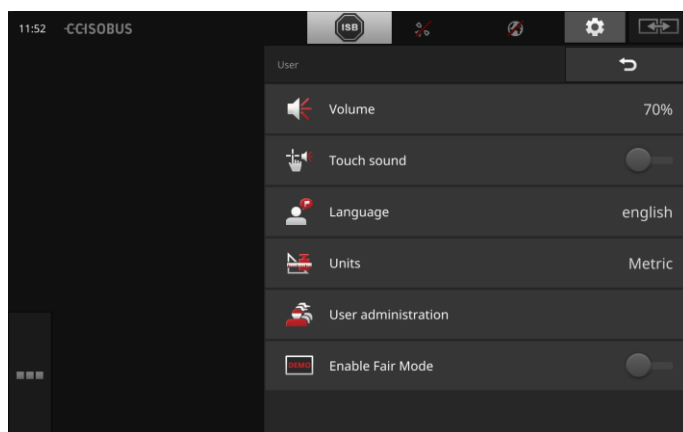 11:52 CCISOBUS
ISB
User
Volume 70%
Touch sound
Language english
Units Metric
User administration
DEMO Enable Fair Mode